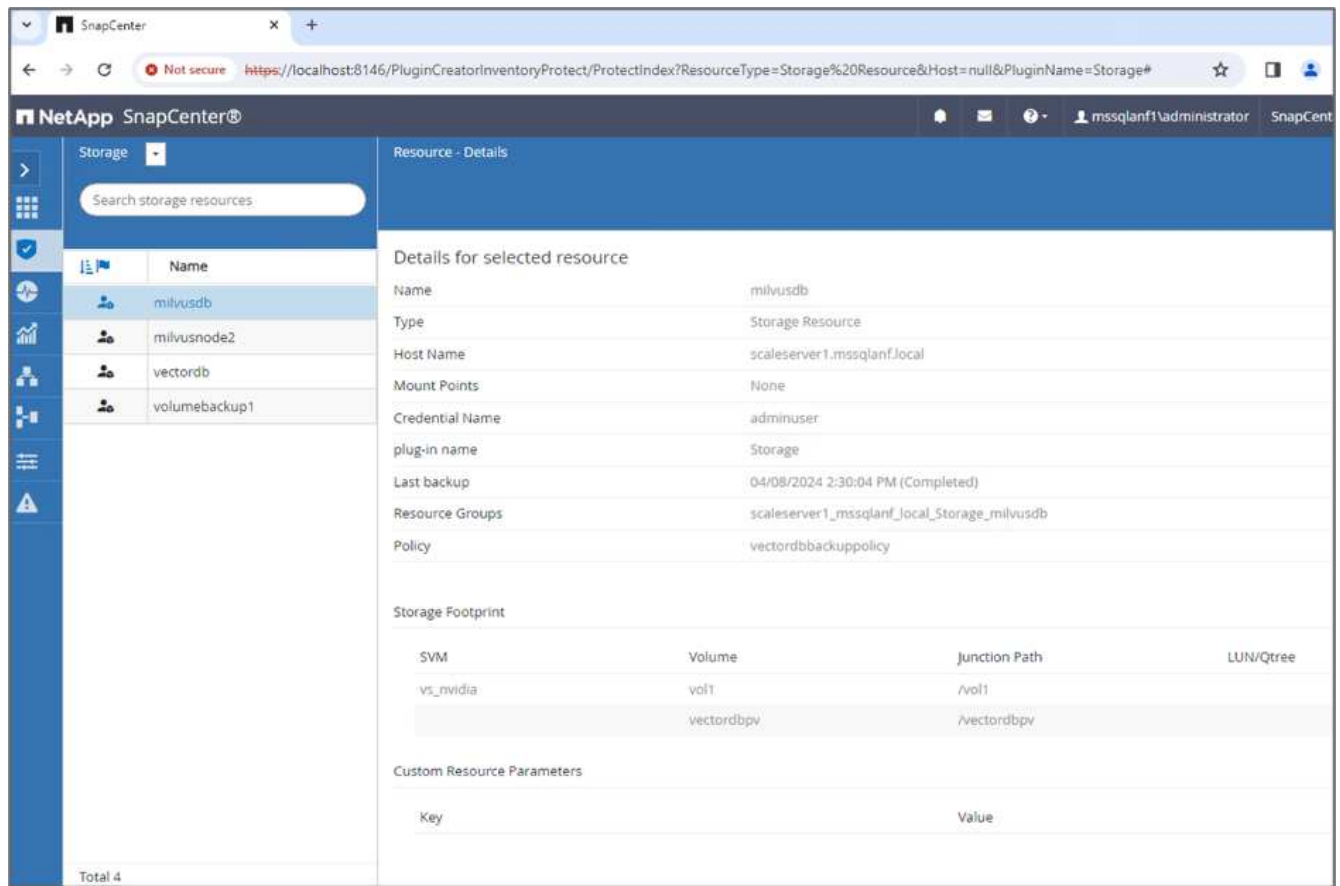 SnapCenter
Not secure https://localhost:8146/PluginCreatorInventoryProtect/ProtectIndex?ResourceType=Storage%20Resource&Host=null&PluginName=Storage#
NetApp SnapCenter® mssqlanf1\administrator SnapCent
Storage
Search storage resources
Name
milvusdb
milvusnode2
vectordb
volumebackup1
Total 4
Resource - Details
Details for selected resource
Name milvusdb
Type Storage Resource
Host Name scaleserver1.mssqlanf.local
Mount Points None
Credential Name adminuser
plug-in name Storage
Last backup 04/08/2024 2:30:04 PM (Completed)
Resource Groups scaleserver1_mssqlanf_local_Storage_milvusdb
Policy vectordbbackuppolicy
Storage Footprint
SVM Volume Junction Path LUN/Qtree
vs_nvidia vol1 /vol1
vectordbpv /vectordbpv
Custom Resource Parameters
Key Value